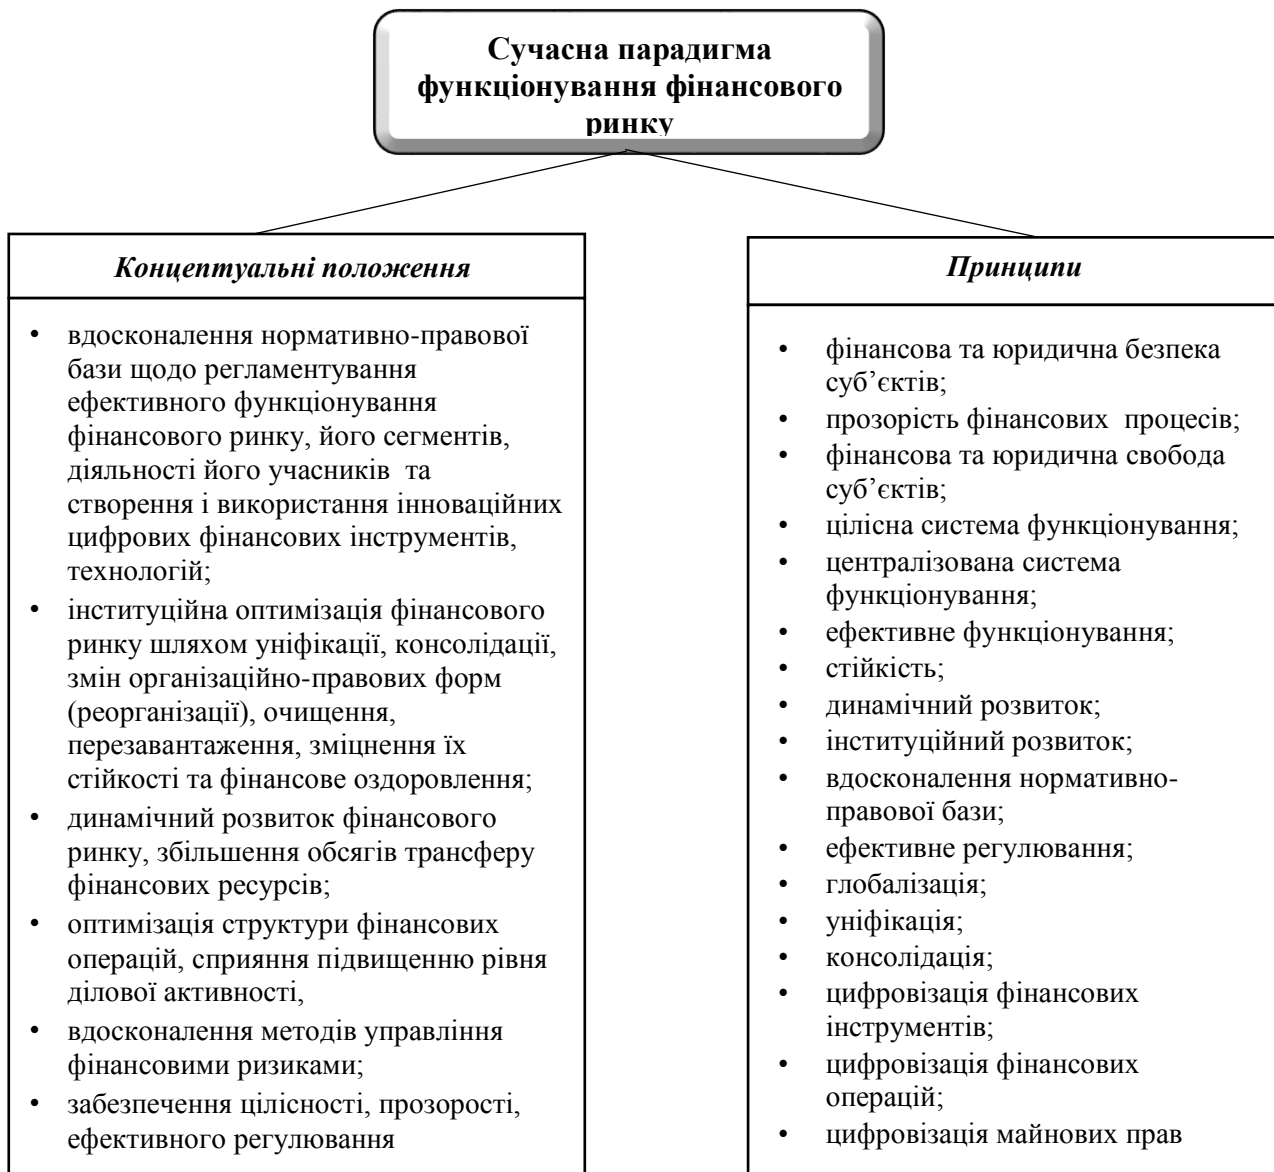 Сучасна парадигма
функціонування фінансового
ринку
Концептуальні положення
• вдосконалення нормативно-правової
бази щодо регламентування
ефективного функціонування
фінансового ринку, його сегментів,
діяльності його учасників та
створення і використання інноваційних
цифрових фінансових інструментів,
технологій;
• інституційна оптимізація фінансового
ринку шляхом уніфікації, консолідації,
змін організаційно-правових форм
(реорганізації), очищення,
перезавантаження, зміцнення їх
стійкості та фінансове оздоровлення;
• динамічний розвиток фінансового
ринку, збільшення обсягів трансферу
фінансових ресурсів;
• оптимізація структури фінансових
операцій, сприяння підвищенню рівня
ділової активності,
• вдосконалення методів управління
фінансовими ризиками;
• забезпечення цілісності, прозорості,
ефективного регулювання
Принципи
• фінансова та юридична безпека
суб’єктів;
• прозорість фінансових процесів;
• фінансова та юридична свобода
суб’єктів;
• цілісна система функціонування;
• централізована система
функціонування;
• ефективне функціонування;
• стійкість;
• динамічний розвиток;
• інституційний розвиток;
• вдосконалення нормативно-
правової бази;
• ефективне регулювання;
• глобалізація;
• уніфікація;
• консолідація;
• цифровізація фінансових
інструментів;
• цифровізація фінансових
операцій;
• цифровізація майнових прав